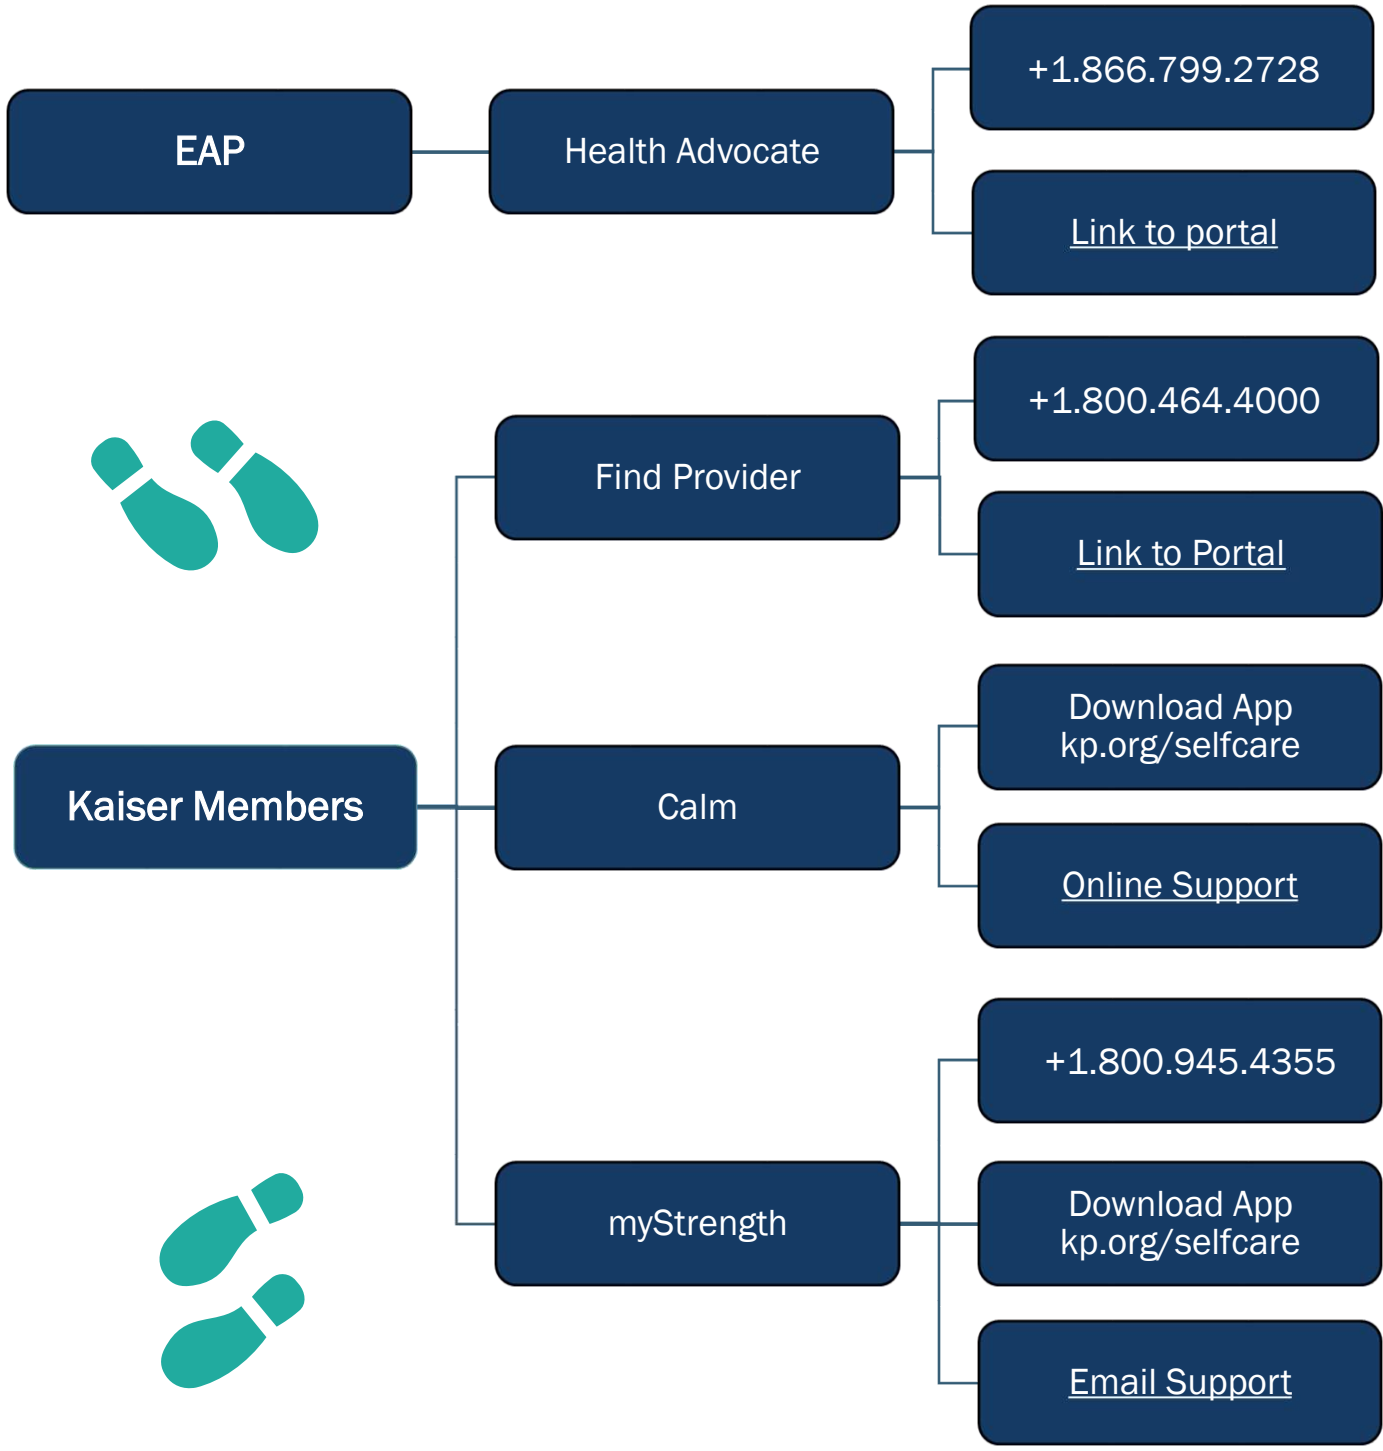 EAP
Health Advocate
+1.866.799.2728
Link to portal
Kaiser Members
Find Provider
+1.800.464.4000
Link to Portal
Calm
Download App
kp.org/selfcare
Online Support
myStrength
+1.800.945.4355
Download App
kp.org/selfcare
Email Support